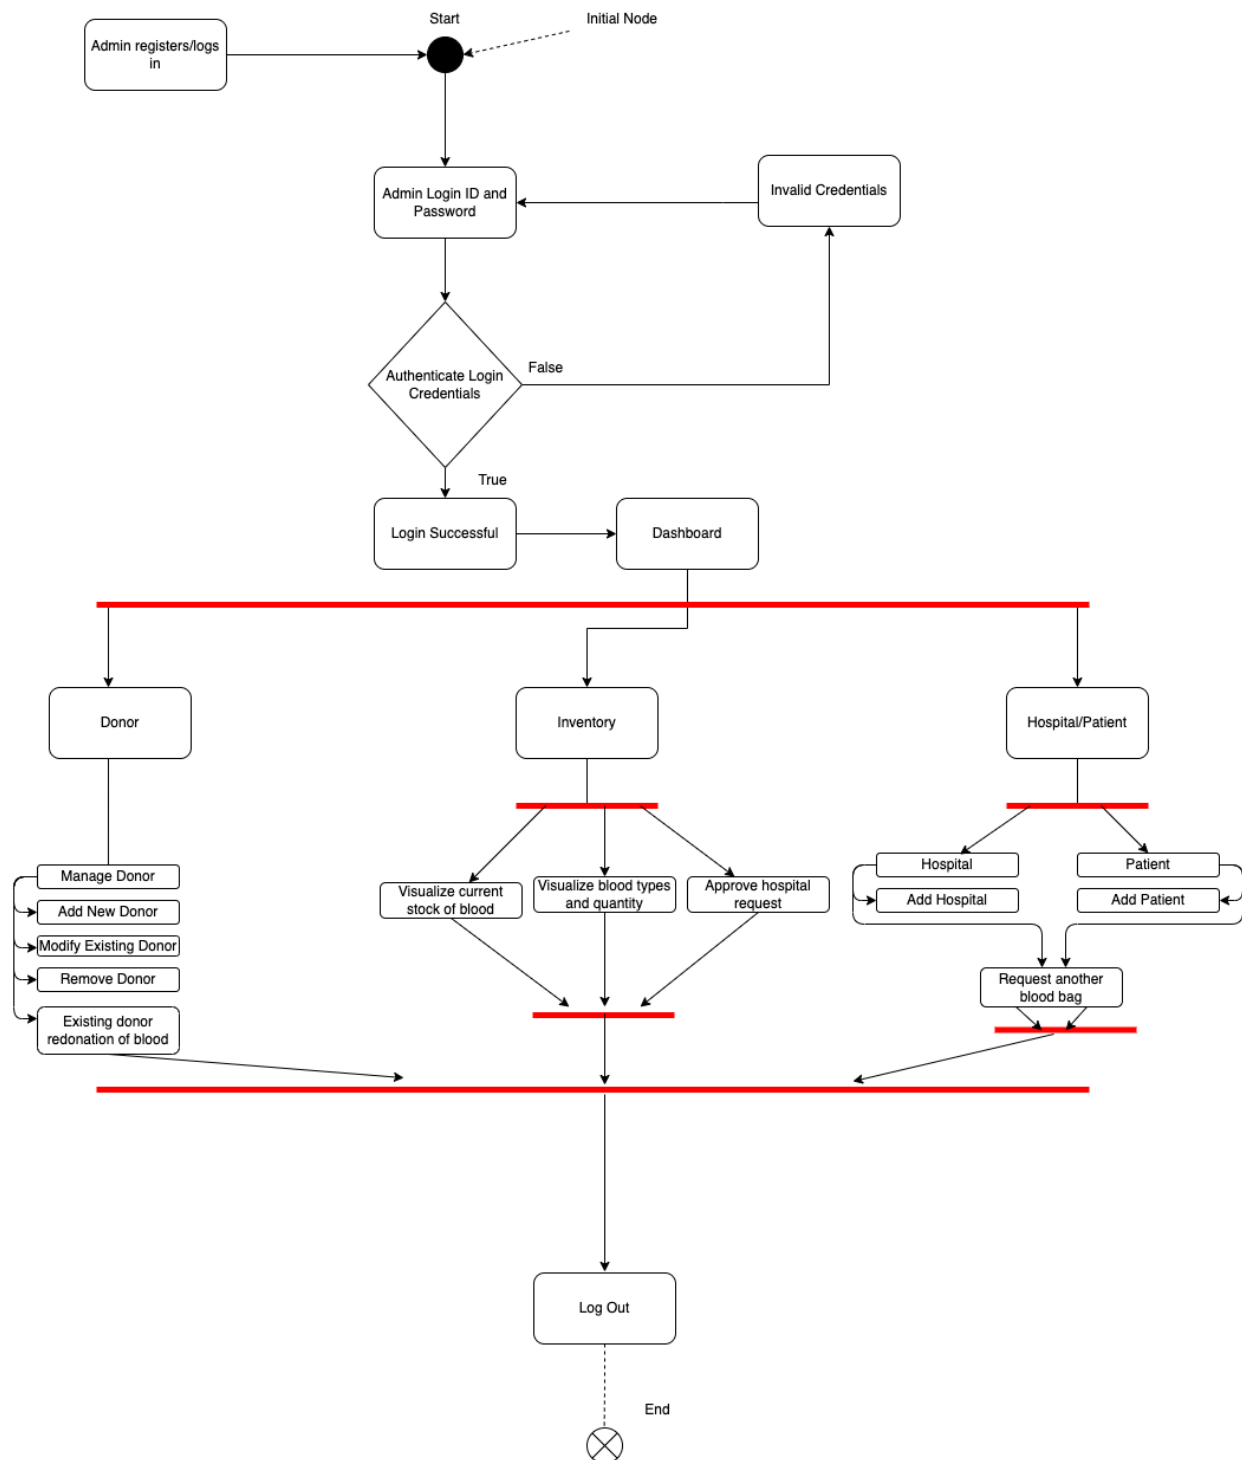 Start
Initial Node
Admin registers/logs
in
Admin Login ID and
Password
Invalid Credentials
Authenticate Login
Credentials
False
True
Login Successful
Dashboard
Donor
Inventory
Hospital/Patient
Manage Donor
Add New Donor
Modify Existing Donor
Remove Donor
Existing donor
redonation of blood
Visualize current
stock of blood
Visualize blood types
and quantity
Approve hospital
request
Hospital
Patient
Add Hospital
Add Patient
Request another
blood bag
Log Out
End